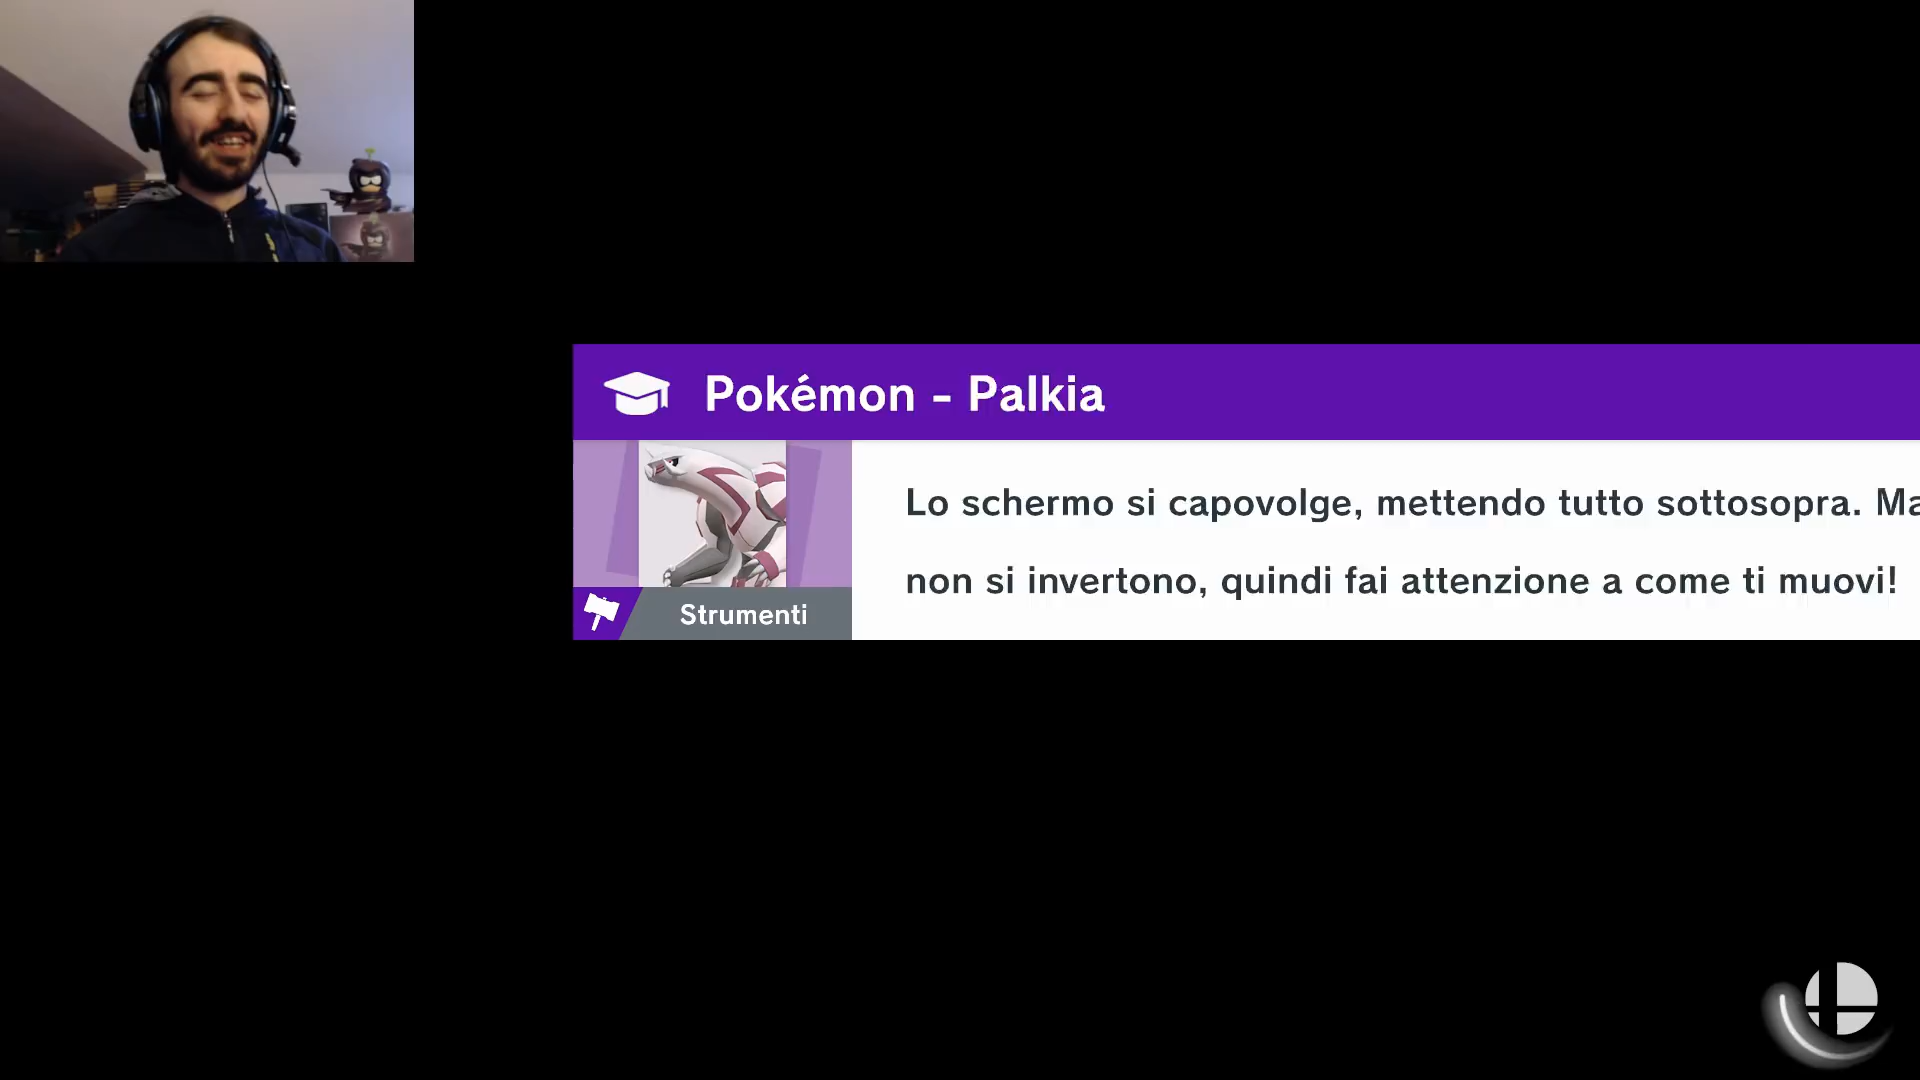 Pokémon - Palkia
Lo schermo si capovolge, mettendo tutto sottosopra. Ma
non si invertono, quindi fai attenzione a come ti muovi!
Strumenti